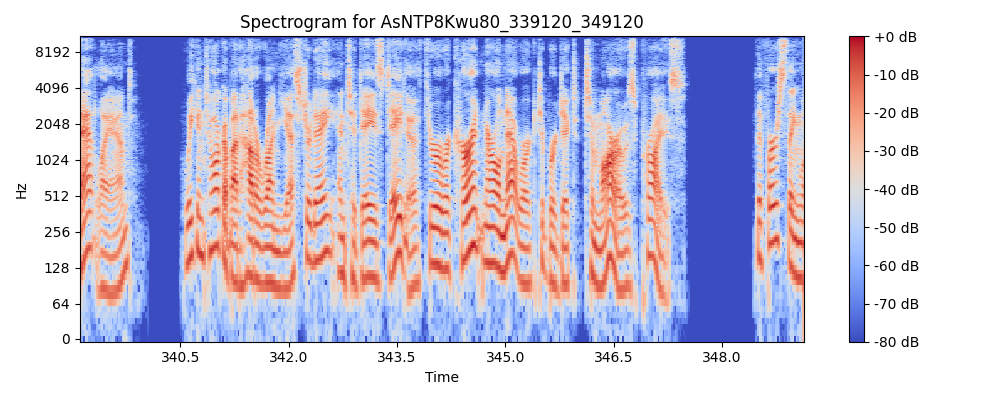 Spectrogram for AsNTP8Kwu80_339120_349120
8192
4096
2048
1024
512
256
128
64
0
Hz
340.5 342.0 343.5 345.0 346.5 348.0
Time
+0 dB
-10 dB
-20 dB
-30 dB
-40 dB
-50 dB
-60 dB
-70 dB
-80 dB